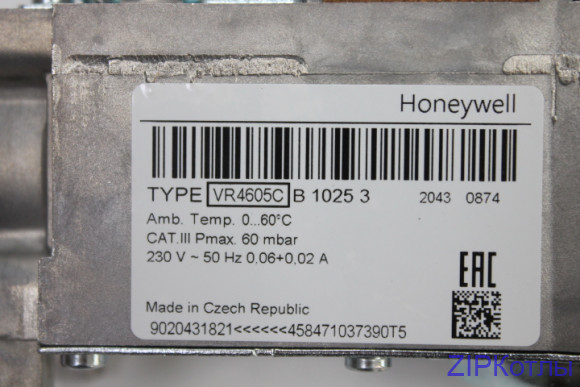 Honeywell
TYPE VR4605C B 1025 3 2043 0874
Amb. Temp. 0...60°C
CAT.III Pmax. 60 mbar
230 V ~ 50 Hz 0.06+0,02 A
EAC
Made in Czech Republic
9020431821<<<<<<458471037390T5
ZIPКотлы